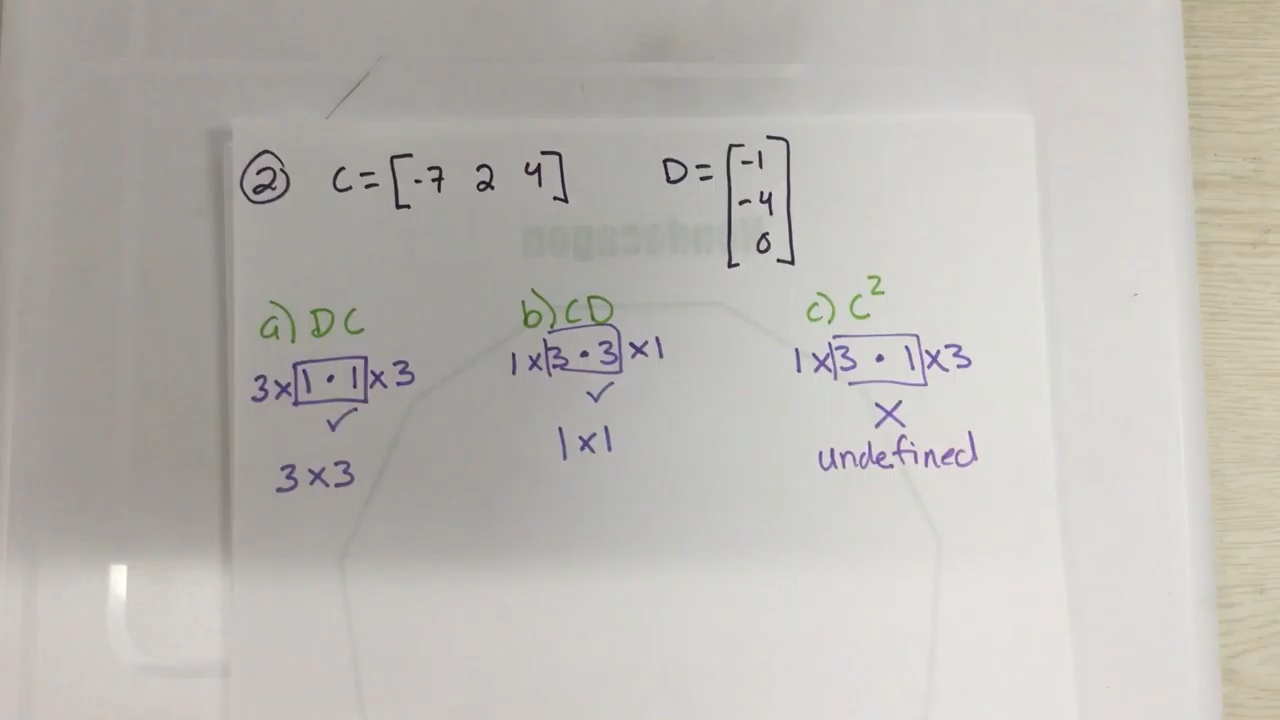 ② C = [-7 2 4] D = [-1
-4
0]
a) DC
3 x 1 · 1 x 3
✓
3 x 3
b) CD
1 x 3 · 3 x 1
✓
1 x 1
c) C²
1 x 3 · 1 x 3
X
undefined
Hendecagon